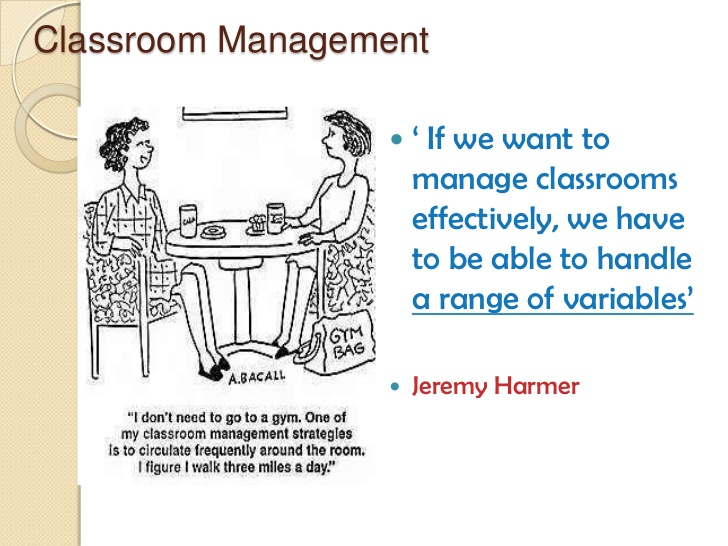 Classroom Management
‘ If we want to
manage classrooms
effectively, we have
to be able to handle
a range of variables’
Jeremy Harmer
GYM
BAG
A.BACALL
"I don't need to go to a gym. One of
my classroom management strategies
is to circulate frequently around the room.
I figure I walk three miles a day."